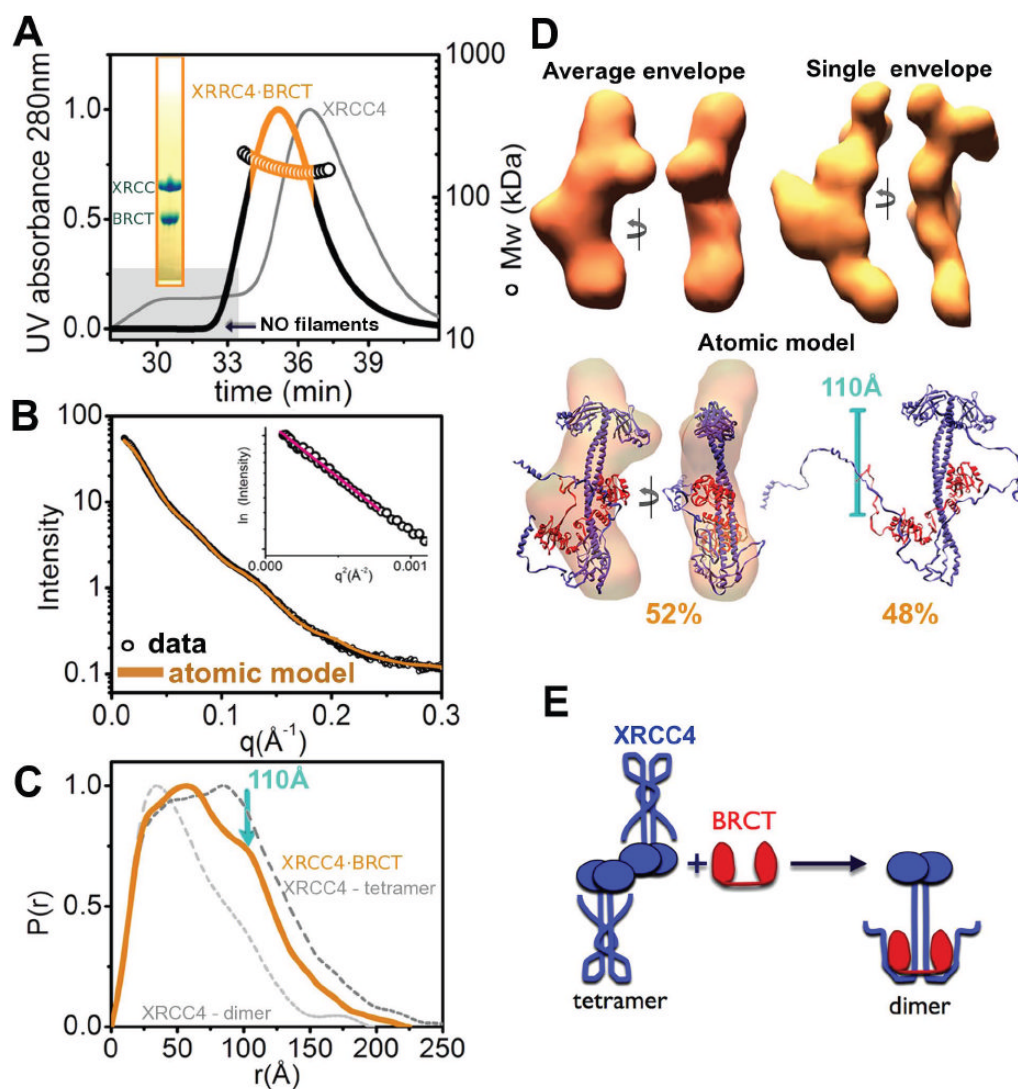 A
UV absorbance 280nm
1.0
0.5
0.0
XRRC4·BRCT
XRCC4
XRCC
BRCT
NO filaments
30 33 36 39
time (min)
1000
100
10
o Mw (kDa)
B
Intensity
100
10
1
0.1
ln (Intensity)
0.000 0.001
q²(Å⁻²)
data
atomic model
0.0 0.1 0.2 0.3
q(Å⁻¹)
C
P(r)
1.0
0.5
0.0
110Å
XRCC4·BRCT
XRCC4 - tetramer
XRCC4 - dimer
0 50 100 150 200 250
r(Å)
D
Average envelope
Single envelope
Atomic model
110Å
52%
48%
E
XRCC4
BRCT
+
tetramer
dimer